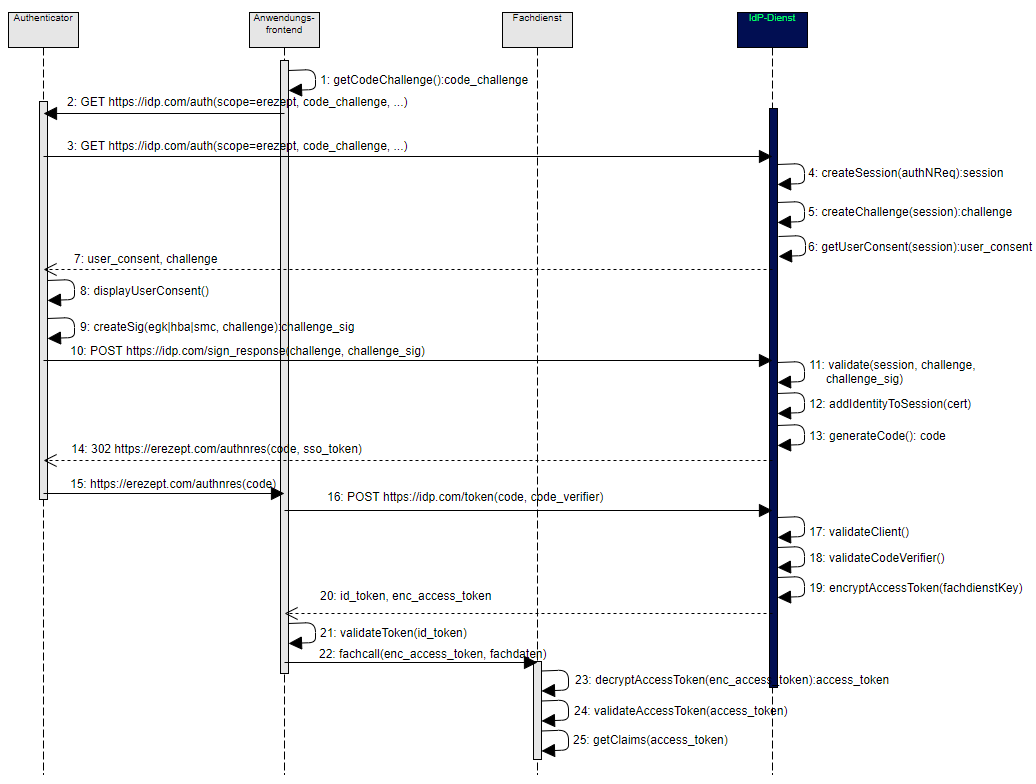 Authenticator
Anwendungs-
frontend
Fachdienst
IdP-Dienst
1: getCodeChallenge():code_challenge
2: GET https://idp.com/auth(scope=erezept, code_challenge, ...)
3: GET https://idp.com/auth(scope=erezept, code_challenge, ...)
4: createSession(authNReq):session
5: createChallenge(session):challenge
6: getUserConsent(session):user_consent
7: user_consent, challenge
8: displayUserConsent()
9: createSig(egk|hba|smc, challenge):challenge_sig
10: POST https://idp.com/sign_response(challenge, challenge_sig)
11: validate(session, challenge,
challenge_sig)
12: addIdentityToSession(cert)
13: generateCode(): code
14: 302 https://erezept.com/authnres(code, sso_token)
15: https://erezept.com/authnres(code)
16: POST https://idp.com/token(code, code_verifier)
17: validateClient()
18: validateCodeVerifier()
19: encryptAccessToken(fachdienstKey)
20: id_token, enc_access_token
21: validateToken(id_token)
22: fachcall(enc_access_token, fachdaten)
23: decryptAccessToken(enc_access_token):access_token
24: validateAccessToken(access_token)
25: getClaims(access_token)